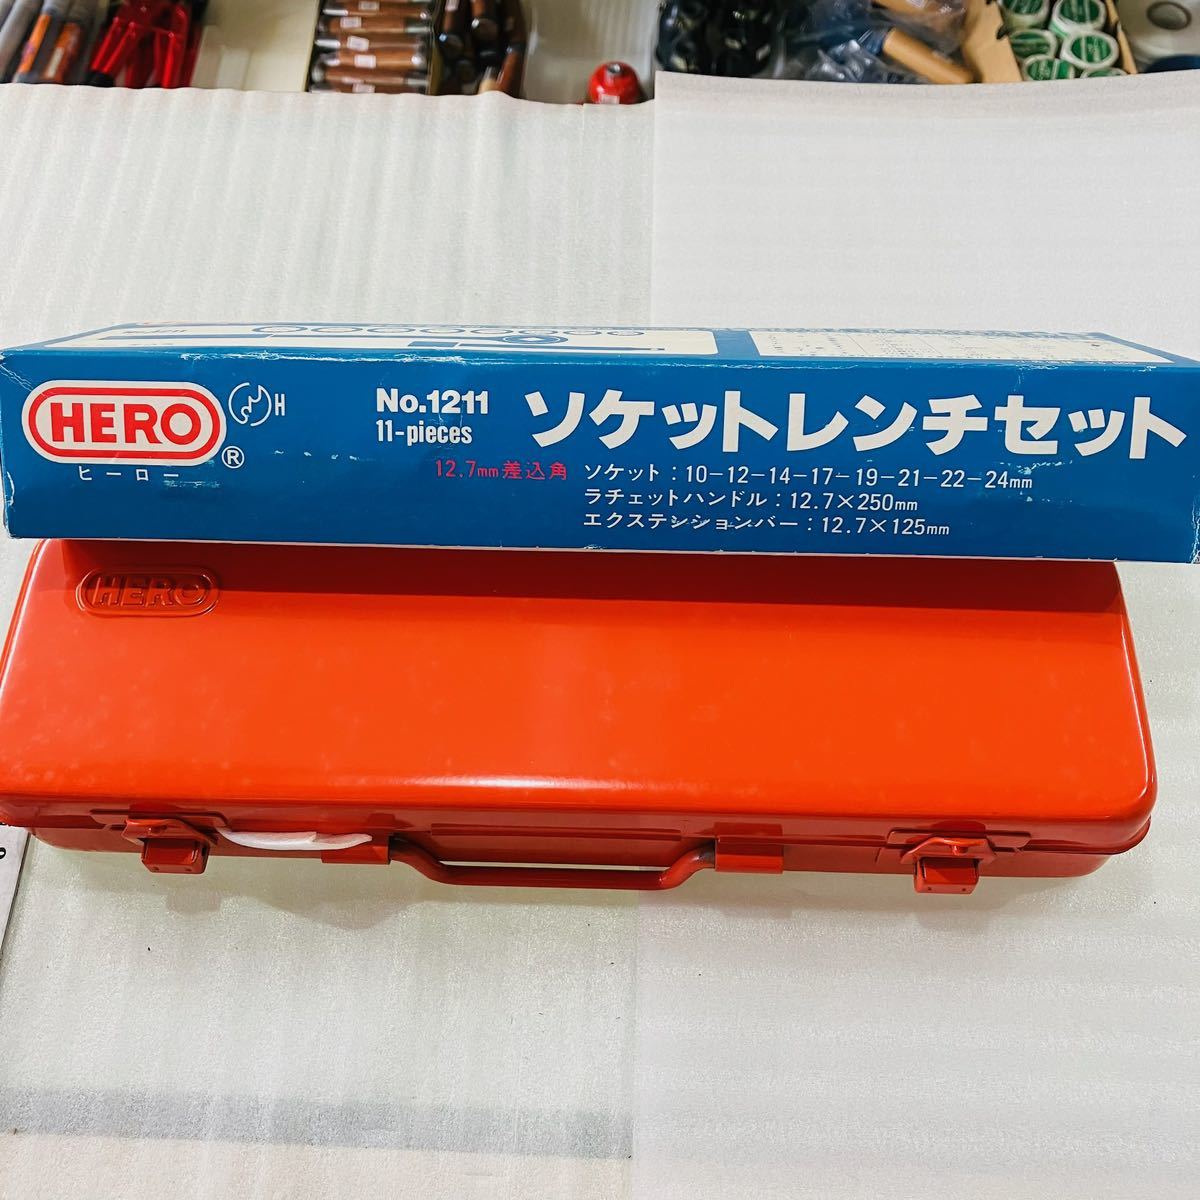 HERO
ヒーロー
®
H
No.1211
11-pieces
ソケットレンチセット
12.7mm差込角
ソケット：10-12-14-17-19-21-22-24mm
ラチェットハンドル：12.7×250mm
エクステンションバー：12.7×125mm
HERO